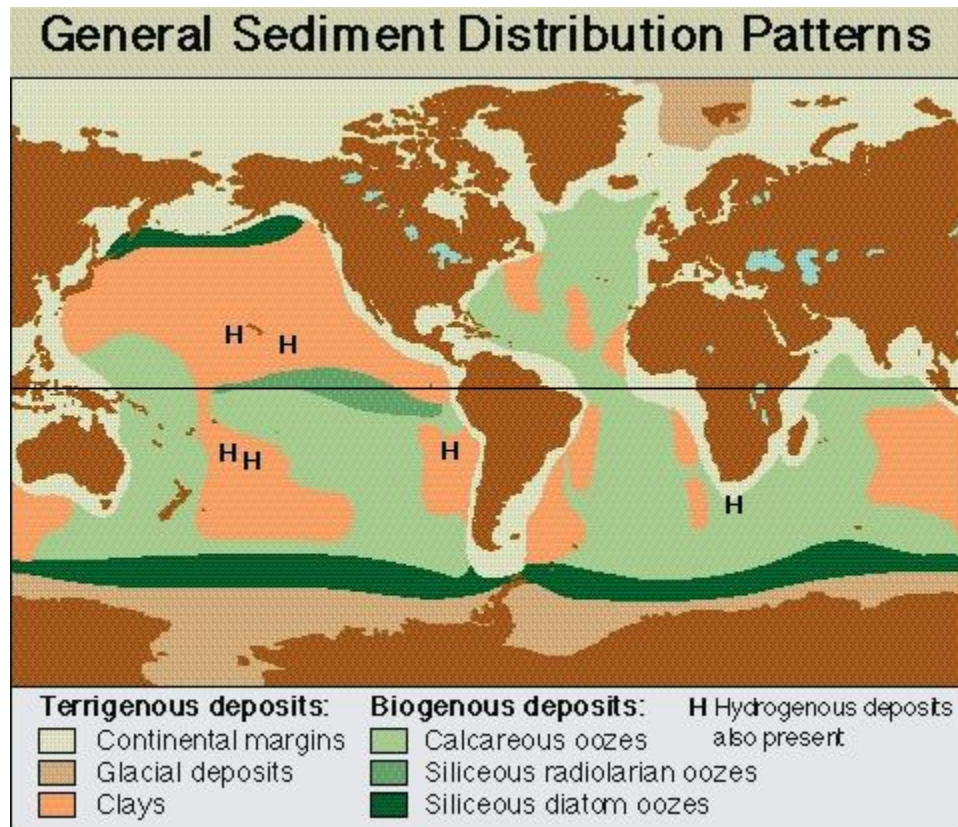 General Sediment Distribution Patterns
H
H
H
H
H
H
Terrigenous deposits:
Continental margins
Glacial deposits
Clays
Biogenous deposits:
Calcareous oozes
Siliceous radiolarian oozes
Siliceous diatom oozes
H Hydrogenous deposits
also present